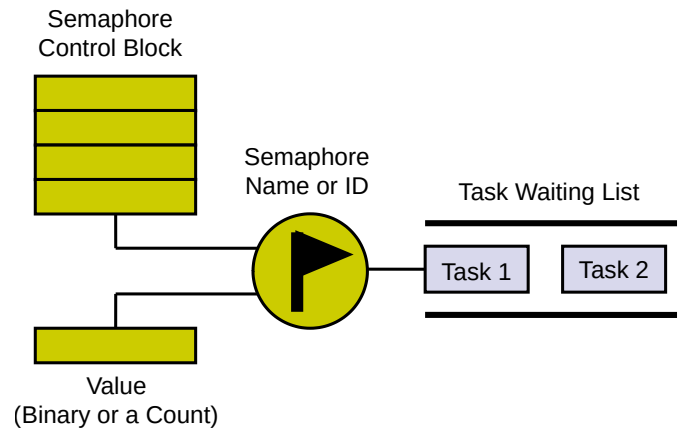 Semaphore
Control Block
Semaphore
Name or ID
Task Waiting List
Task 1
Task 2
Value
(Binary or a Count)